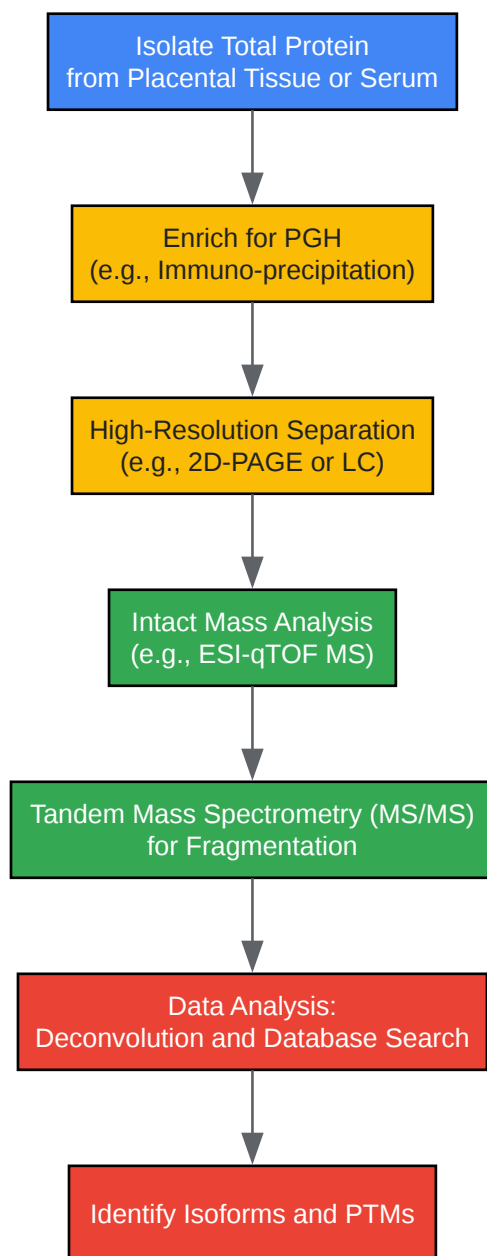 Isolate Total Protein
from Placental Tissue or Serum
Enrich for PGH
(e.g., Immuno-precipitation)
High-Resolution Separation
(e.g., 2D-PAGE or LC)
Intact Mass Analysis
(e.g., ESI-qTOF MS)
Tandem Mass Spectrometry (MS/MS)
for Fragmentation
Data Analysis:
Deconvolution and Database Search
Identify Isoforms and PTMs